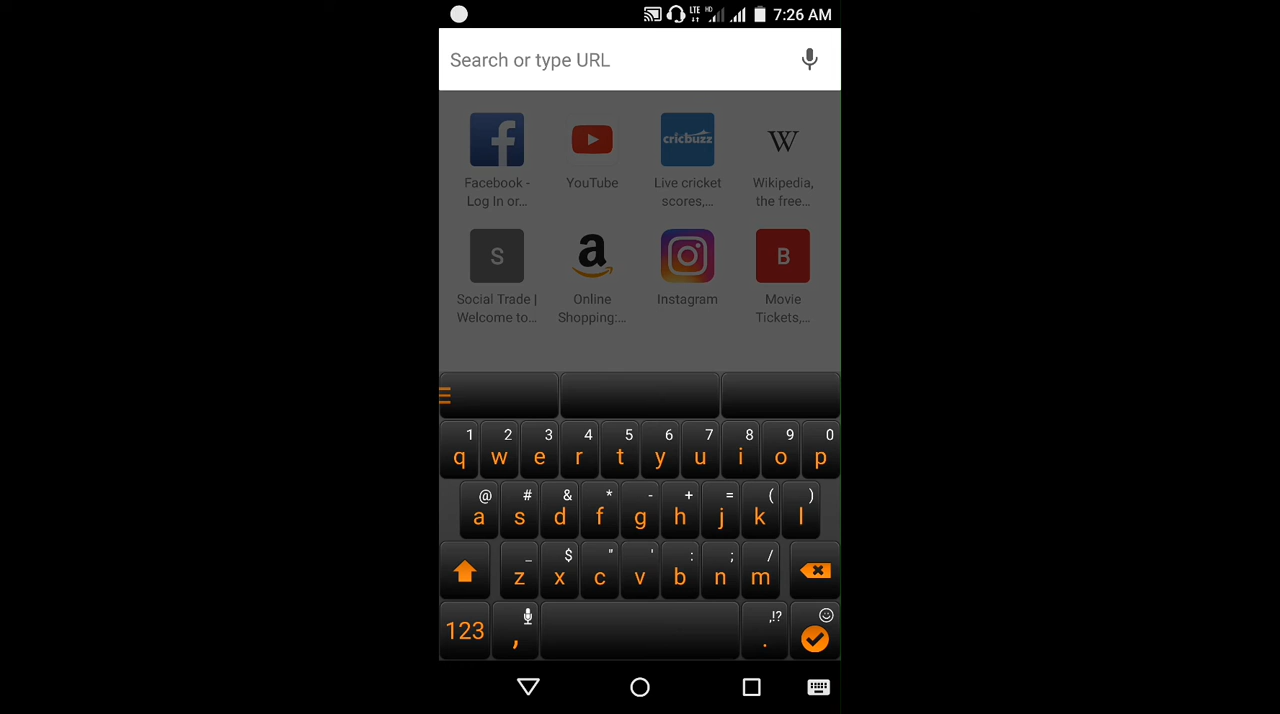 LTE HD 7:26 AM
Search or type URL
cricbuzz
W
Facebook - Log In or...
YouTube
Live cricket scores,...
Wikipedia, the free...
S
a
B
Social Trade | Welcome to...
Online Shopping:...
Instagram
Movie Tickets,...
1 2 3 4 5 6 7 8 9 0
q w e r t y u i o p
@ # & * - + = ( )
a s d f g h j k l
_ $ " ' : ; /
z x c v b n m
,!?
123 , .